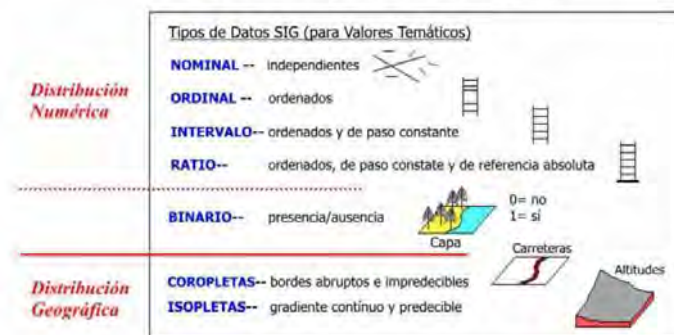 Tipos de Datos SIG (para Valores Temáticos)
Distribución
Numérica
NOMINAL -- independientes
ORDINAL -- ordenados
INTERVALO-- ordenados y de paso constante
RATIO-- ordenados, de paso constate y de referencia absoluta
BINARIO-- presencia/ausencia
0= no
1= sí
Capa
Carreteras
Distribución
Geográfica
COROPLETAS-- bordes abruptos e impredecibles
ISOPLETAS-- gradiente contínuo y predecible
Altitudes